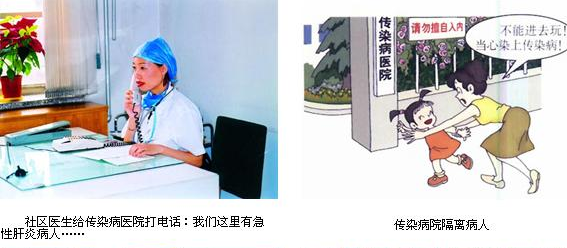 传染病医院
请勿擅自入内
不能进去玩!
当心染上传染病!
社区医生给传染病医院打电话：我们这里有急
性肝炎病人……
传染病院隔离病人